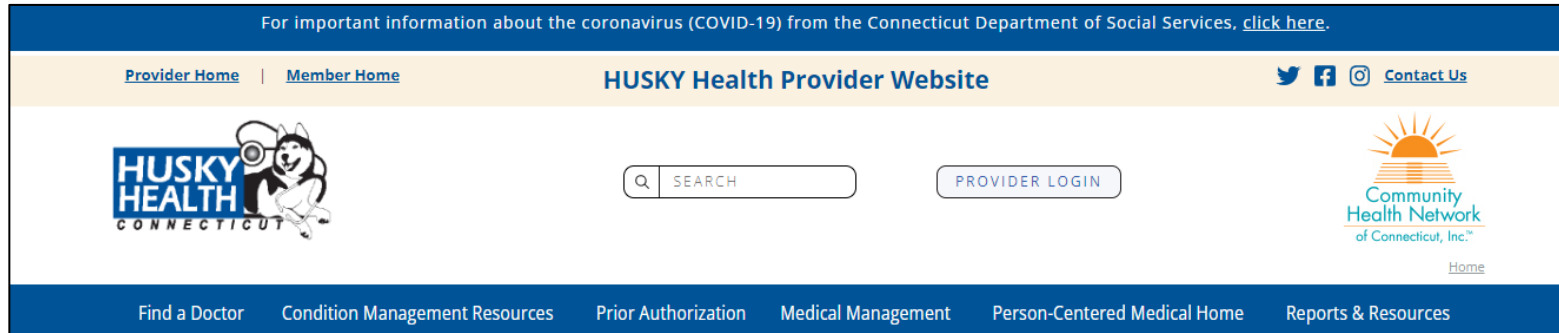 For important information about the coronavirus (COVID-19) from the Connecticut Department of Social Services, click here.
Provider Home | Member Home
HUSKY Health Provider Website
Contact Us
HUSKY
HEALTH
CONNECTICUT
SEARCH
PROVIDER LOGIN
Community
Health Network
of Connecticut, Inc.™
Home
Find a Doctor Condition Management Resources Prior Authorization Medical Management Person-Centered Medical Home Reports & Resources